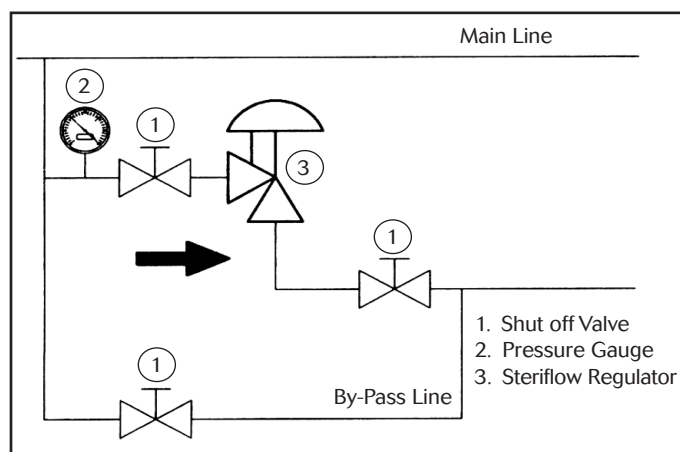 Main Line
2
1
3
1
1. Shut off Valve
2. Pressure Gauge
3. Steriflow Regulator
1
By-Pass Line